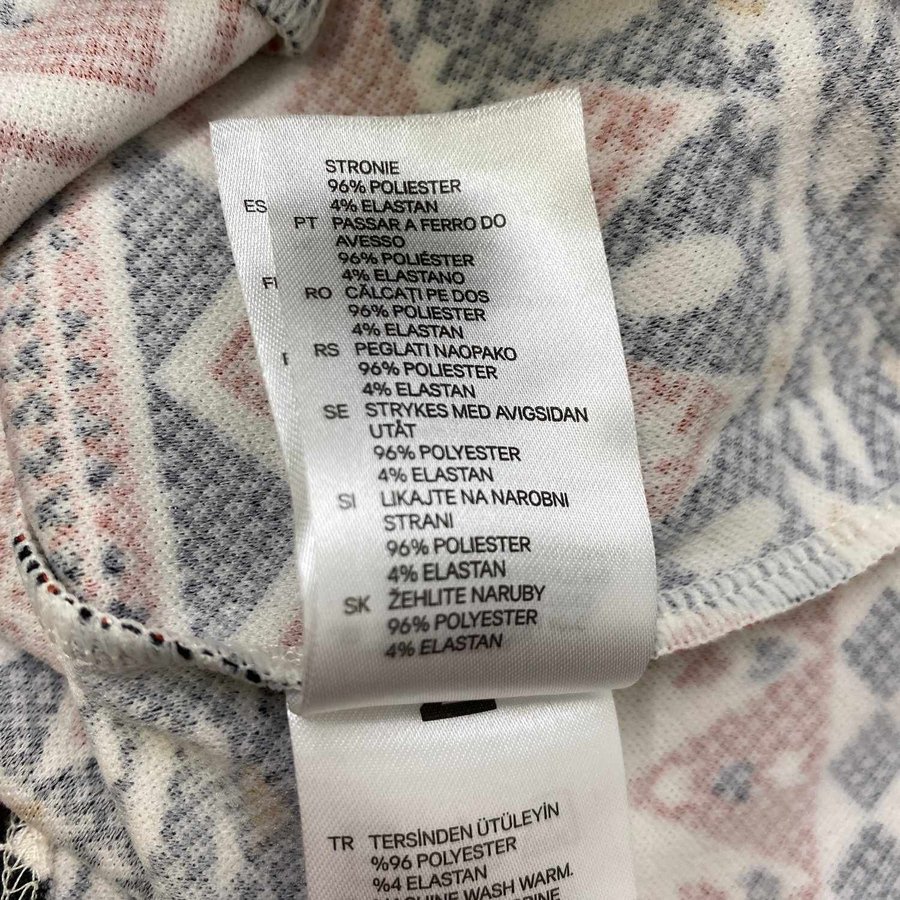 STRONIE
96% POLIESTER
4% ELASTAN
ES
PT PASSAR A FERRO DO
AVESSO
96% POLIÉSTER
4% ELASTANO
FI
RO CĂLCAȚI PE DOS
96% POLIESTER
4% ELASTAN
RS PEGLATI NAOPAKO
96% POLIESTER
4% ELASTAN
SE STRYKES MED AVIGSIDAN
UTÅT
96% POLYESTER
4% ELASTAN
SI LIKAJTE NA NAROBNI
STRANI
96% POLIESTER
4% ELASTAN
SK ŽEHLITE NARUBY
96% POLYESTER
4% ELASTAN
TR TERSİNDEN ÜTÜLEYİN
%96 POLYESTER
%4 ELASTAN
MACHINE WASH WARM.